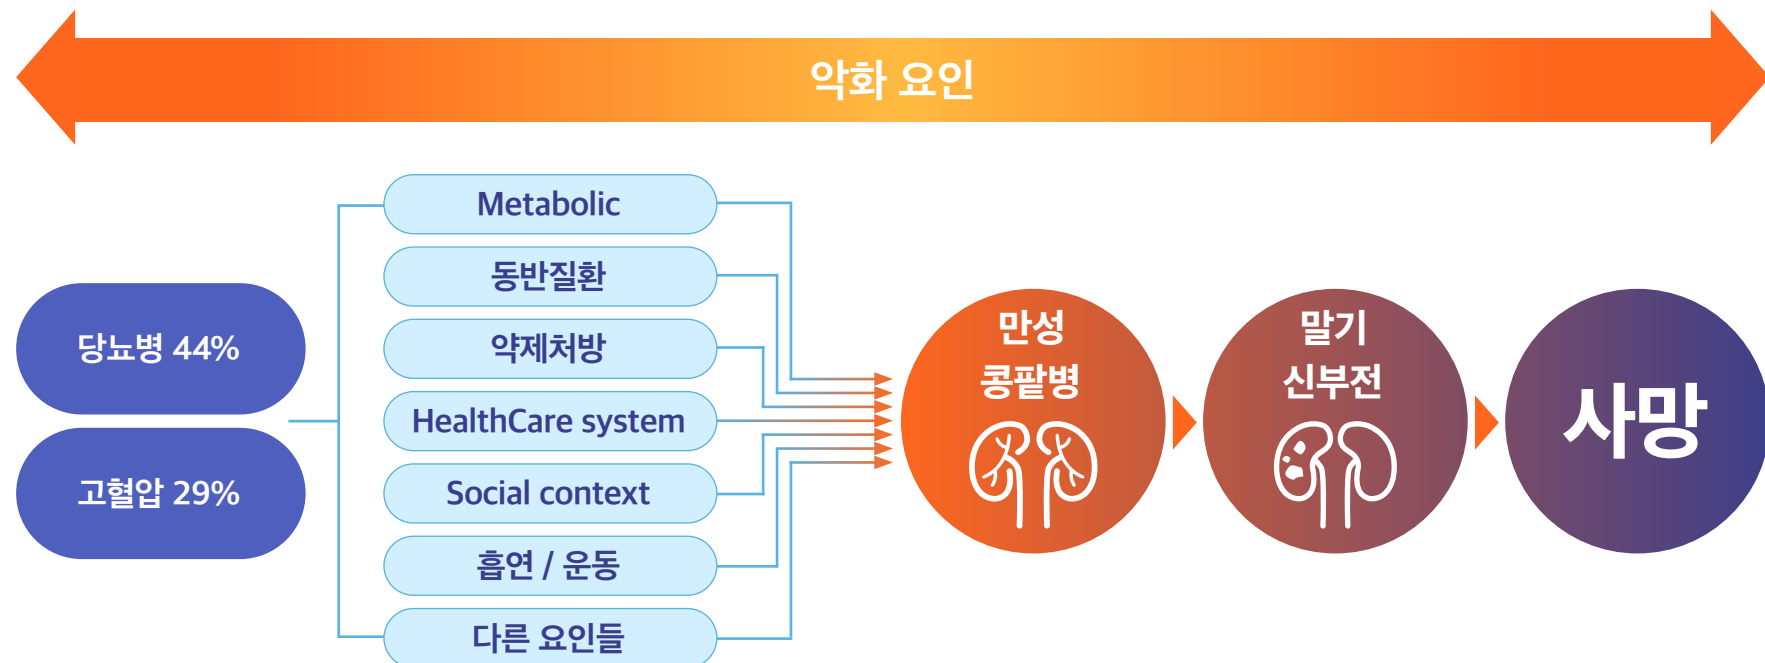 악화 요인
당뇨병 44%
고혈압 29%
Metabolic
동반질환
약제처방
HealthCare system
Social context
흡연 / 운동
다른 요인들
만성
콩팥병
말기
신부전
사망